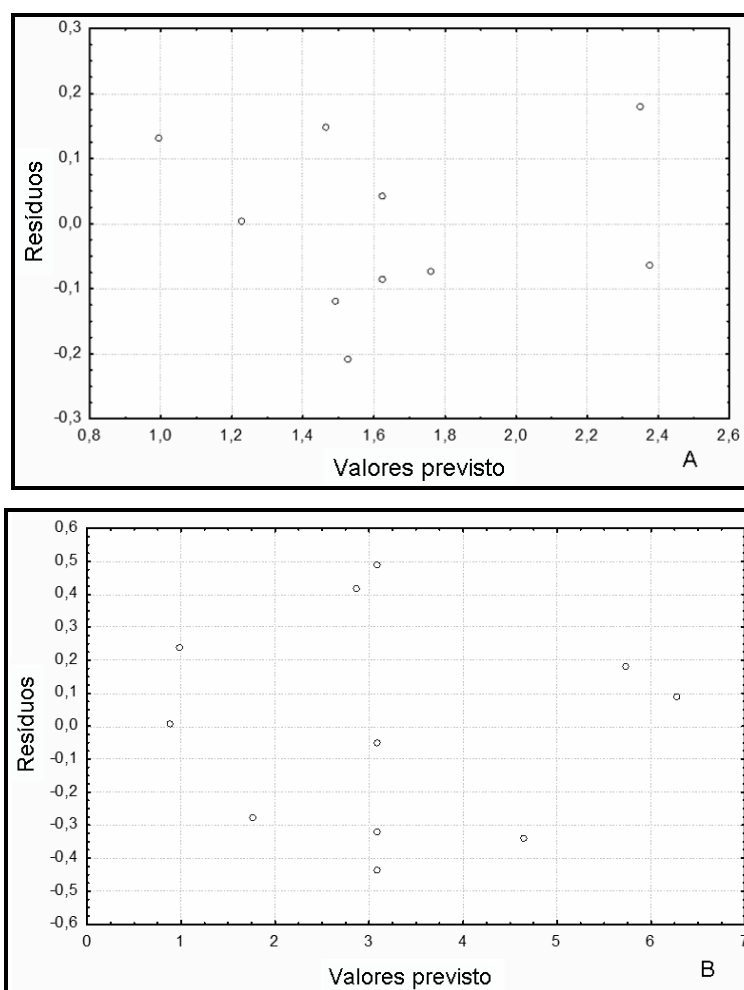 0,3
0,2
0,1
0,0
-0,1
-0,2
-0,3
Resíduos
0,8 1,0 1,2 1,4 1,6 1,8 2,0 2,2 2,4 2,6
Valores previsto
A
0,6
0,5
0,4
0,3
0,2
0,1
0,0
-0,1
-0,2
-0,3
-0,4
-0,5
-0,6
Resíduos
0 1 2 3 4 5 6 7
Valores previsto
B